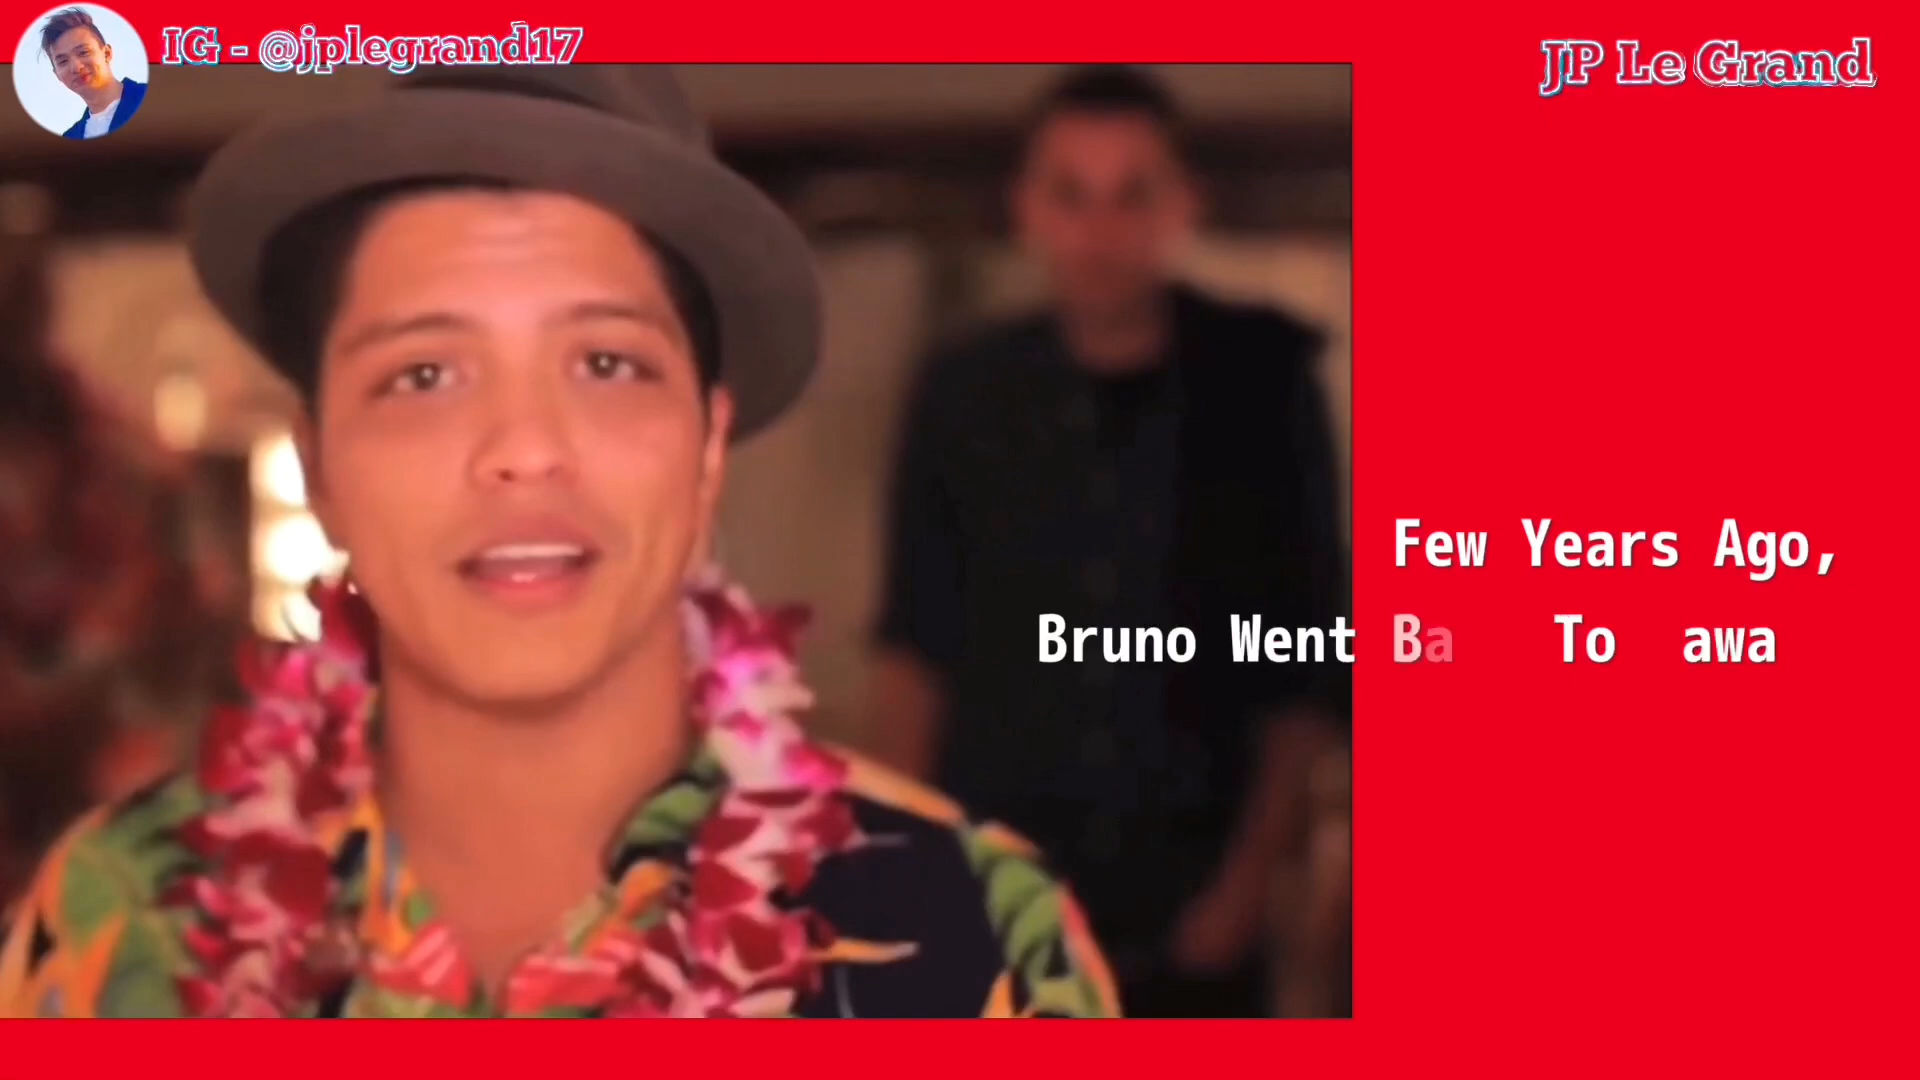 IG - @jplegrand17
JP Le Grand
Few Years Ago,
Bruno Went Ba To awa